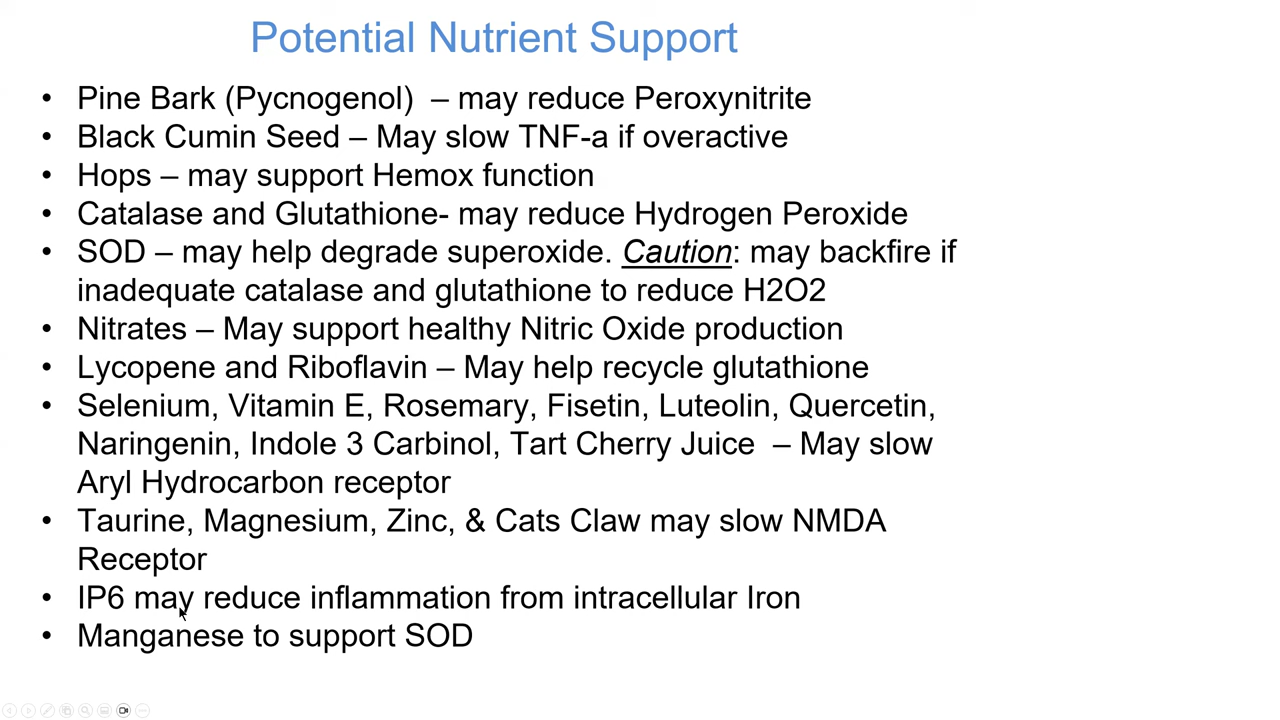 Potential Nutrient Support
• Pine Bark (Pycnogenol)  – may reduce Peroxynitrite
• Black Cumin Seed – May slow TNF-a if overactive
• Hops – may support Hemox function
• Catalase and Glutathione- may reduce Hydrogen Peroxide
• SOD – may help degrade superoxide. Caution: may backfire if
inadequate catalase and glutathione to reduce H2O2
• Nitrates – May support healthy Nitric Oxide production
• Lycopene and Riboflavin – May help recycle glutathione
• Selenium, Vitamin E, Rosemary, Fisetin, Luteolin, Quercetin,
Naringenin, Indole 3 Carbinol, Tart Cherry Juice  – May slow
Aryl Hydrocarbon receptor
• Taurine, Magnesium, Zinc, & Cats Claw may slow NMDA
Receptor
• IP6 may reduce inflammation from intracellular Iron
• Manganese to support SOD